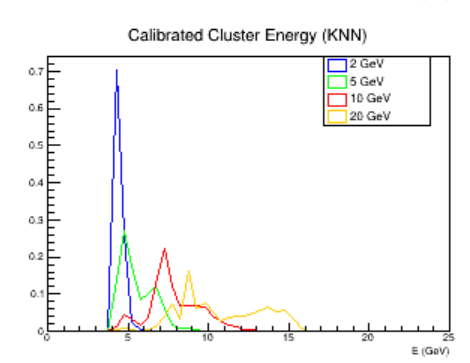 Calibrated Cluster Energy (KNN)
2 GeV
5 GeV
10 GeV
20 GeV
0.7
0.6
0.5
0.4
0.3
0.2
0.1
0
0 5 10 15 20 25
E (GeV)